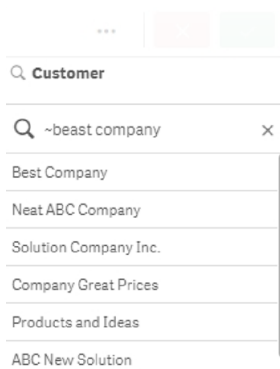 Customer
~beast company
Best Company
Neat ABC Company
Solution Company Inc.
Company Great Prices
Products and Ideas
ABC New Solution